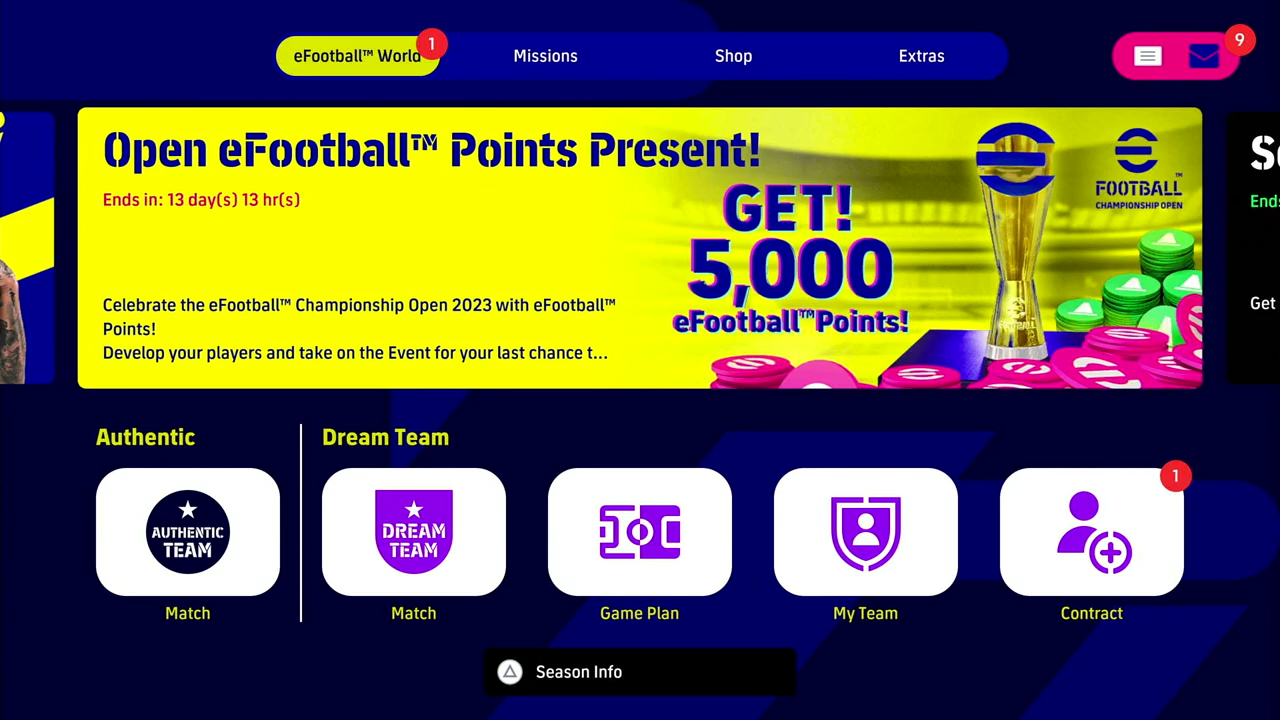 eFootball™ World
1
Missions
Shop
Extras
9
Open eFootball™ Points Present!
Ends in: 13 day(s) 13 hr(s)
Celebrate the eFootball™ Championship Open 2023 with eFootball™
Points!
Develop your players and take on the Event for your last chance t...
GET!
5,000
eFootball™ Points!
FOOTBALL™
CHAMPIONSHIP OPEN
Get
Authentic
Dream Team
AUTHENTIC
TEAM
Match
DREAM
TEAM
Match
Game Plan
My Team
1
Contract
Season Info